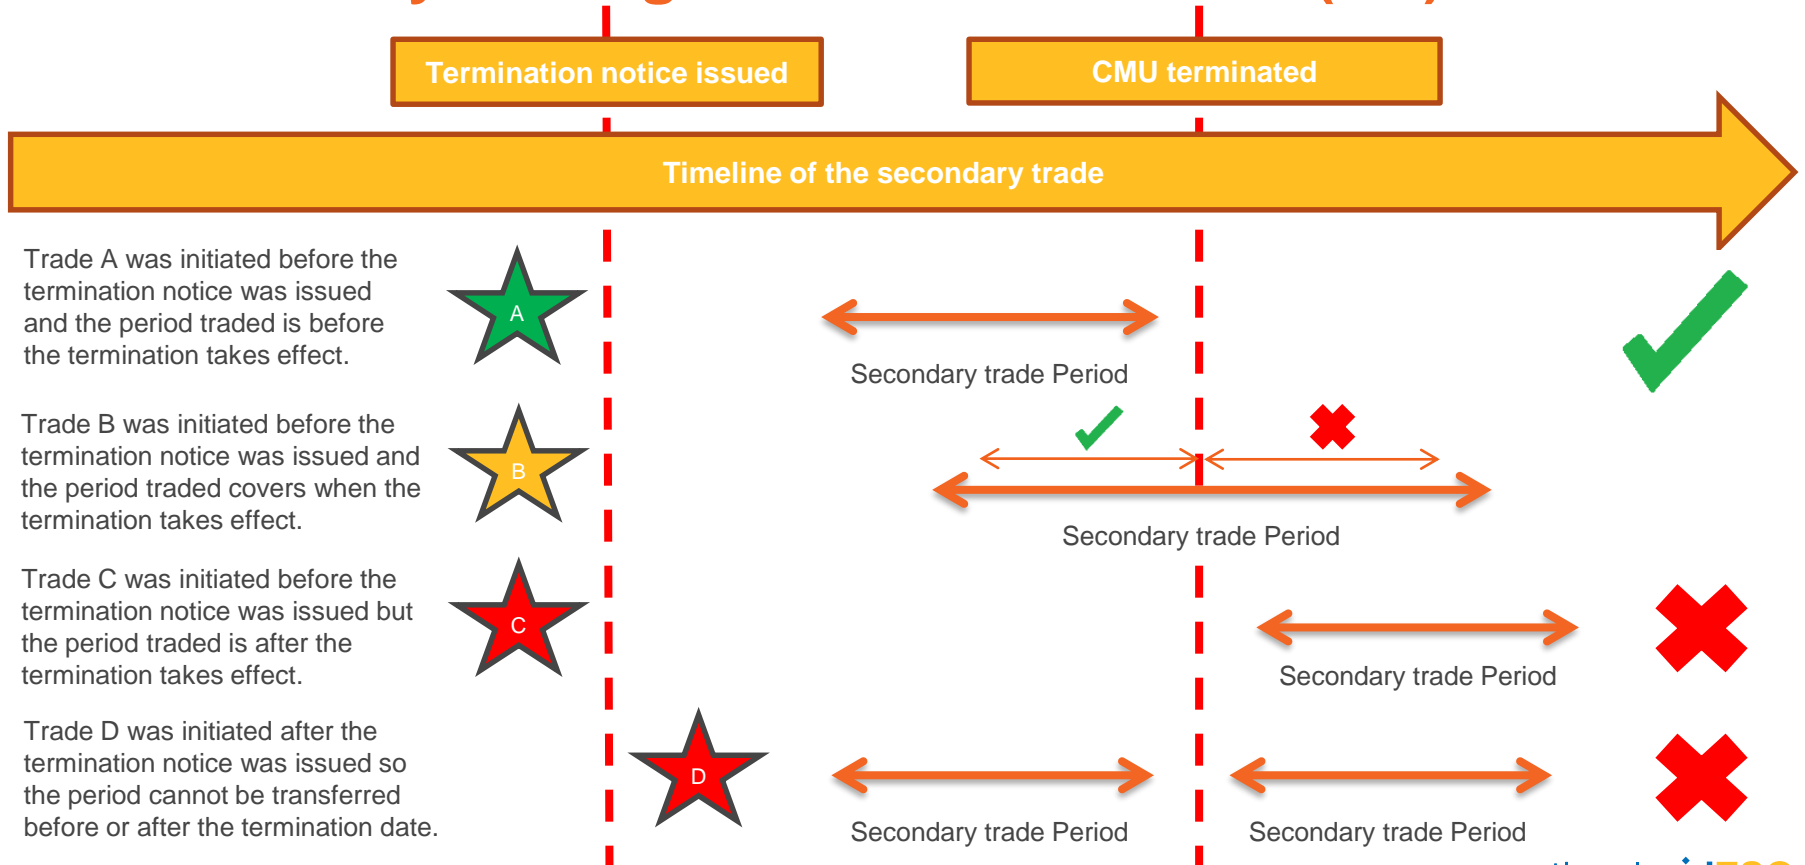 Termination notice issued
CMU terminated
Timeline of the secondary trade
Trade A was initiated before the
termination notice was issued
and the period traded is before
the termination takes effect.
A
Secondary trade Period
Trade B was initiated before the
termination notice was issued and
the period traded covers when the
termination takes effect.
B
Secondary trade Period
Trade C was initiated before the
termination notice was issued but
the period traded is after the
termination takes effect.
C
Secondary trade Period
Trade D was initiated after the
termination notice was issued so
the period cannot be transferred
before or after the termination date.
D
Secondary trade Period
Secondary trade Period